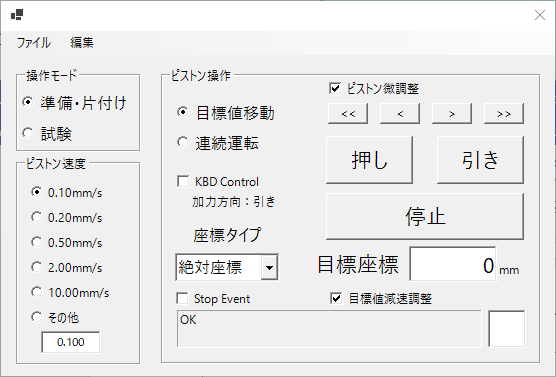 ファイル 編集
操作モード
準備・片付け
試験
ピストン速度
0.10mm/s
0.20mm/s
0.50mm/s
2.00mm/s
10.00mm/s
その他
0.100
ピストン操作
ピストン微調整
目標値移動
<< < > >>
連続運転
押し 引き
KBD Control
加力方向：引き
停止
座標タイプ
絶対座標
目標座標 0 mm
Stop Event
目標値減速調整
OK